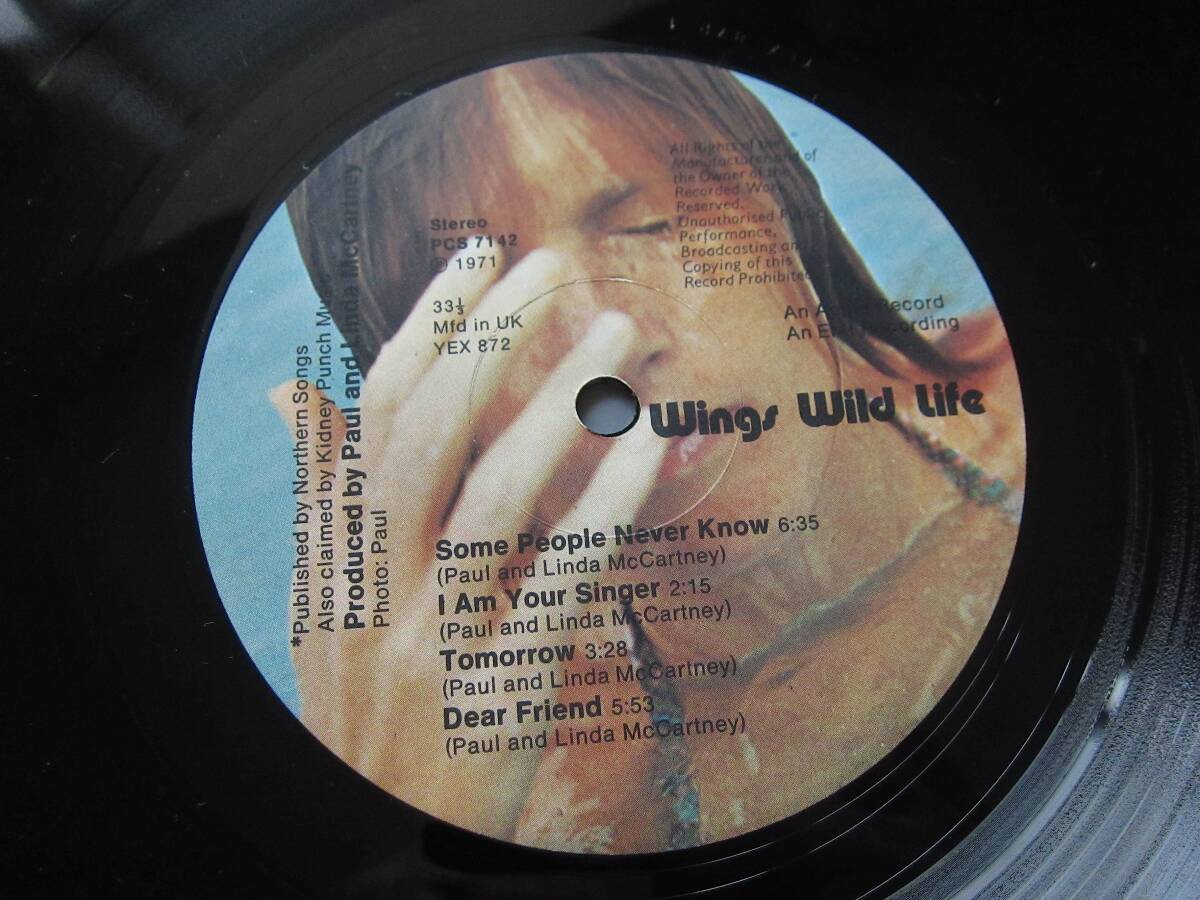 Stereo
PCS 7142
℗ 1971
33⅓
Mfd in UK
YEX 872
All Rights of the
Manufacturer and of
the Owner of the
Recorded Work
Reserved.
Unauthorised Public
Performance,
Broadcasting and
Copying of this
Record Prohibited
An Record
An Recording
Wings Wild Life
Some People Never Know 6:35
(Paul and Linda McCartney)
I Am Your Singer 2:15
(Paul and Linda McCartney)
Tomorrow 3:28
(Paul and Linda McCartney)
Dear Friend 5:53
(Paul and Linda McCartney)
*Published by Northern Songs
Also claimed by Kidney Punch Music
Produced by Paul and Linda McCartney
Photo: Paul